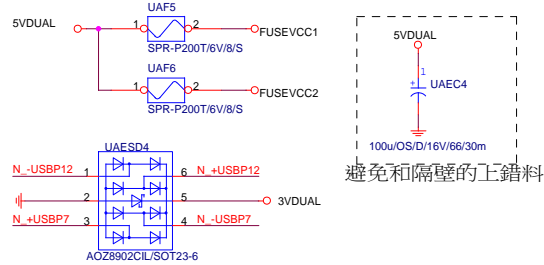 UAF5
5VDUAL
1
2
FUSEVCC1
SPR-P200T/6V/8/S
UAF6
1
2
FUSEVCC2
SPR-P200T/6V/8/S
5VDUAL
1
+
UAEC4
100u/OS/D/16V/66/30m
避免和隔壁的上錯料
UAESD4
N_-USBP12
1
6
N_+USBP12
2
5
3VDUAL
N_+USBP7
3
4
N_-USBP7
AOZ8902CIL/SOT23-6